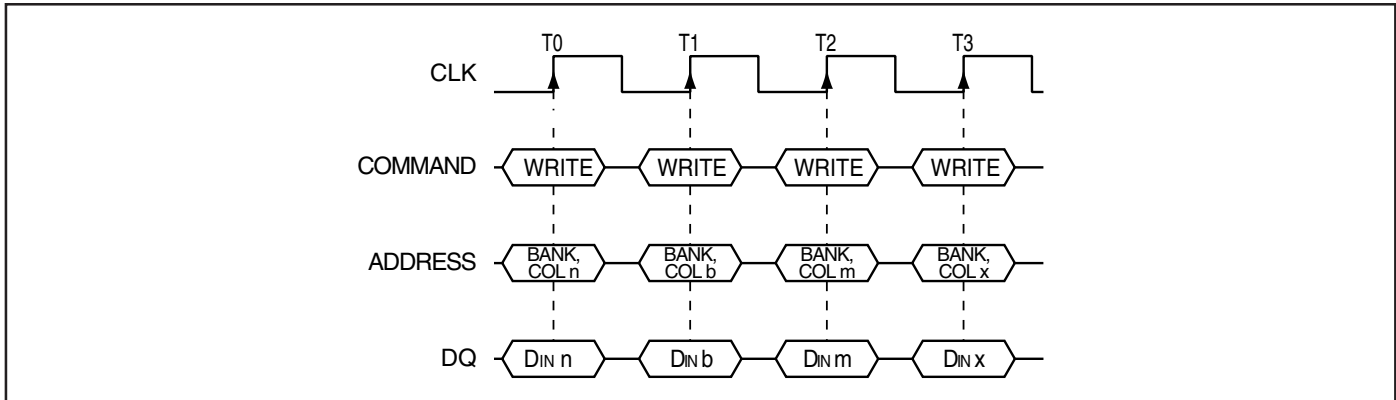 T0 T1 T2 T3
CLK
COMMAND WRITE WRITE WRITE WRITE
ADDRESS BANK, COL n BANK, COL b BANK, COL m BANK, COL x
DQ DIN n DIN b DIN m DIN x